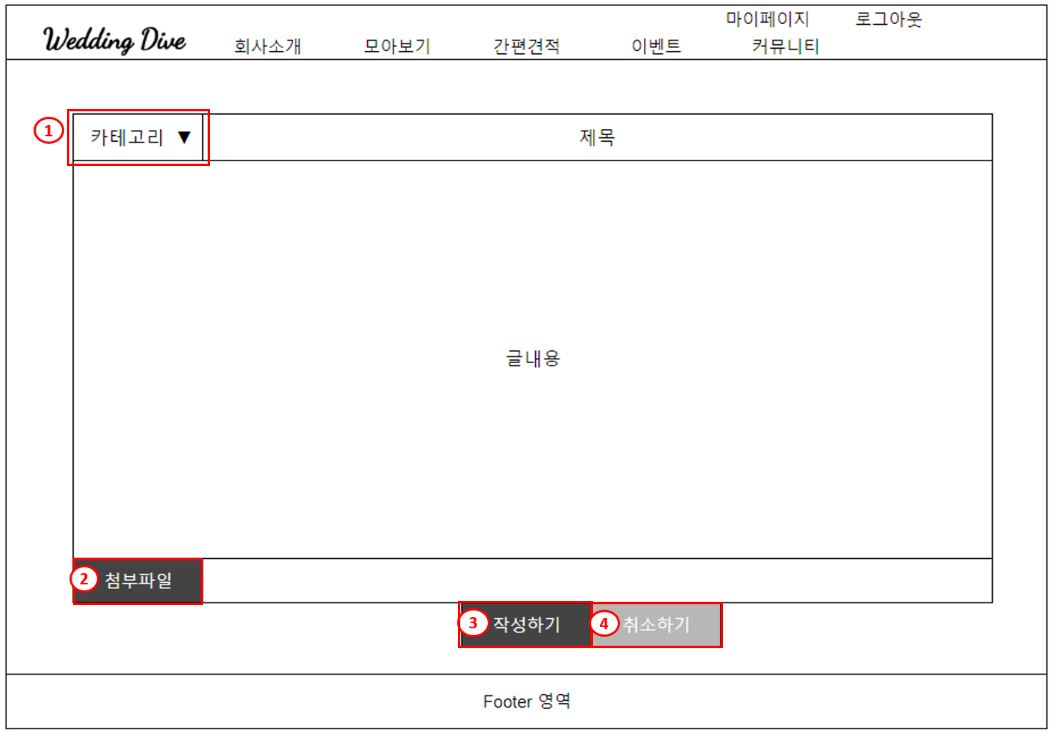 마이페이지 로그아웃
Wedding Dive 회사소개 모아보기 간편견적 이벤트 커뮤니티
1 카테고리 ▼ 제목
글내용
2 첨부파일
3 작성하기 4 취소하기
Footer 영역